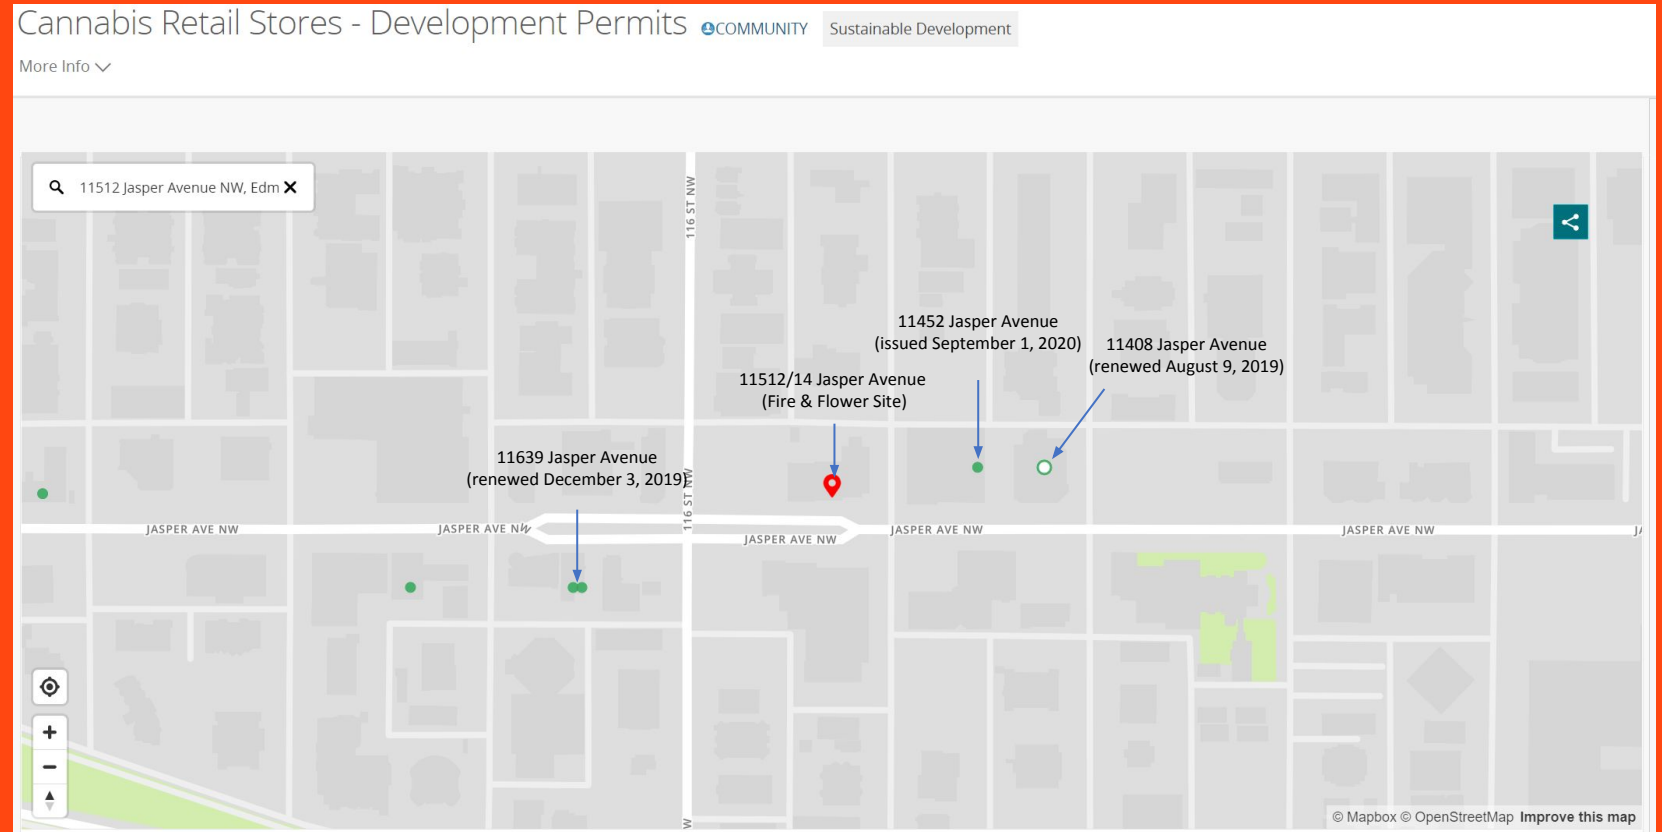 Cannabis Retail Stores - Development Permits COMMUNITY Sustainable Development
More Info
11512 Jasper Avenue NW, Edm
116 ST NW
11452 Jasper Avenue
(issued September 1, 2020)
11408 Jasper Avenue
(renewed August 9, 2019)
11512/14 Jasper Avenue
(Fire & Flower Site)
11639 Jasper Avenue
(renewed December 3, 2019)
116 ST NW
JASPER AVE NW
JASPER AVE NW
JASPER AVE NW
JASPER AVE NW
JASPER AVE NW
© Mapbox © OpenStreetMap Improve this map